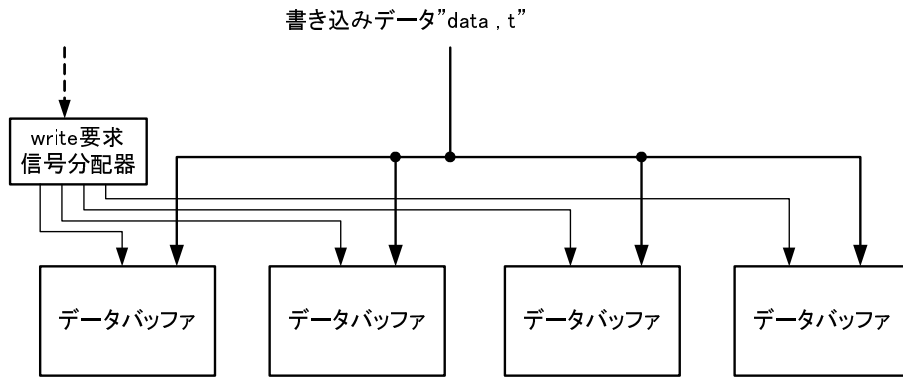 書き込みデータ”data , t”
write要求
信号分配器
データバッファ
データバッファ
データバッファ
データバッファ